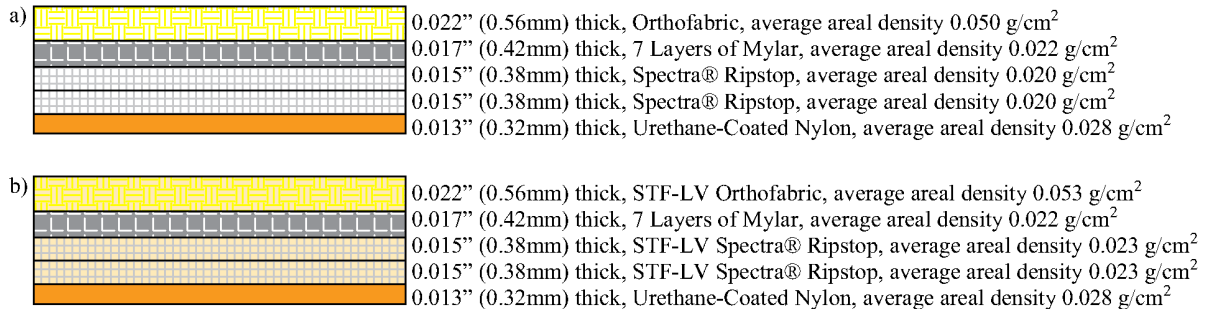 a)
0.022” (0.56mm) thick, Orthofabric, average areal density 0.050 g/cm²
0.017” (0.42mm) thick, 7 Layers of Mylar, average areal density 0.022 g/cm²
0.015” (0.38mm) thick, Spectra® Ripstop, average areal density 0.020 g/cm²
0.015” (0.38mm) thick, Spectra® Ripstop, average areal density 0.020 g/cm²
0.013” (0.32mm) thick, Urethane-Coated Nylon, average areal density 0.028 g/cm²
b)
0.022” (0.56mm) thick, STF-LV Orthofabric, average areal density 0.053 g/cm²
0.017” (0.42mm) thick, 7 Layers of Mylar, average areal density 0.022 g/cm²
0.015” (0.38mm) thick, STF-LV Spectra® Ripstop, average areal density 0.023 g/cm²
0.015” (0.38mm) thick, STF-LV Spectra® Ripstop, average areal density 0.023 g/cm²
0.013” (0.32mm) thick, Urethane-Coated Nylon, average areal density 0.028 g/cm²